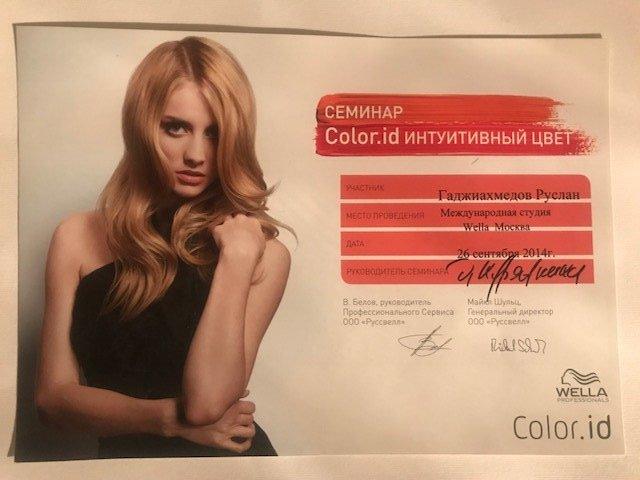 СЕМИНАР
Color.id ИНТУИТИВНЫЙ ЦВЕТ
УЧАСТНИК
Гаджиахмедов Руслан
МЕСТО ПРОВЕДЕНИЯ
Международная студия
Wella Москва
ДАТА
26 сентября 2014г.
РУКОВОДИТЕЛЬ СЕМИНАРА
В. Белов, руководитель
Профессионального Сервиса
ООО «Руссвелл»
Майкл Шульц,
Генеральный директор
ООО «Руссвелл»
WELLA
PROFESSIONALS
Color.id